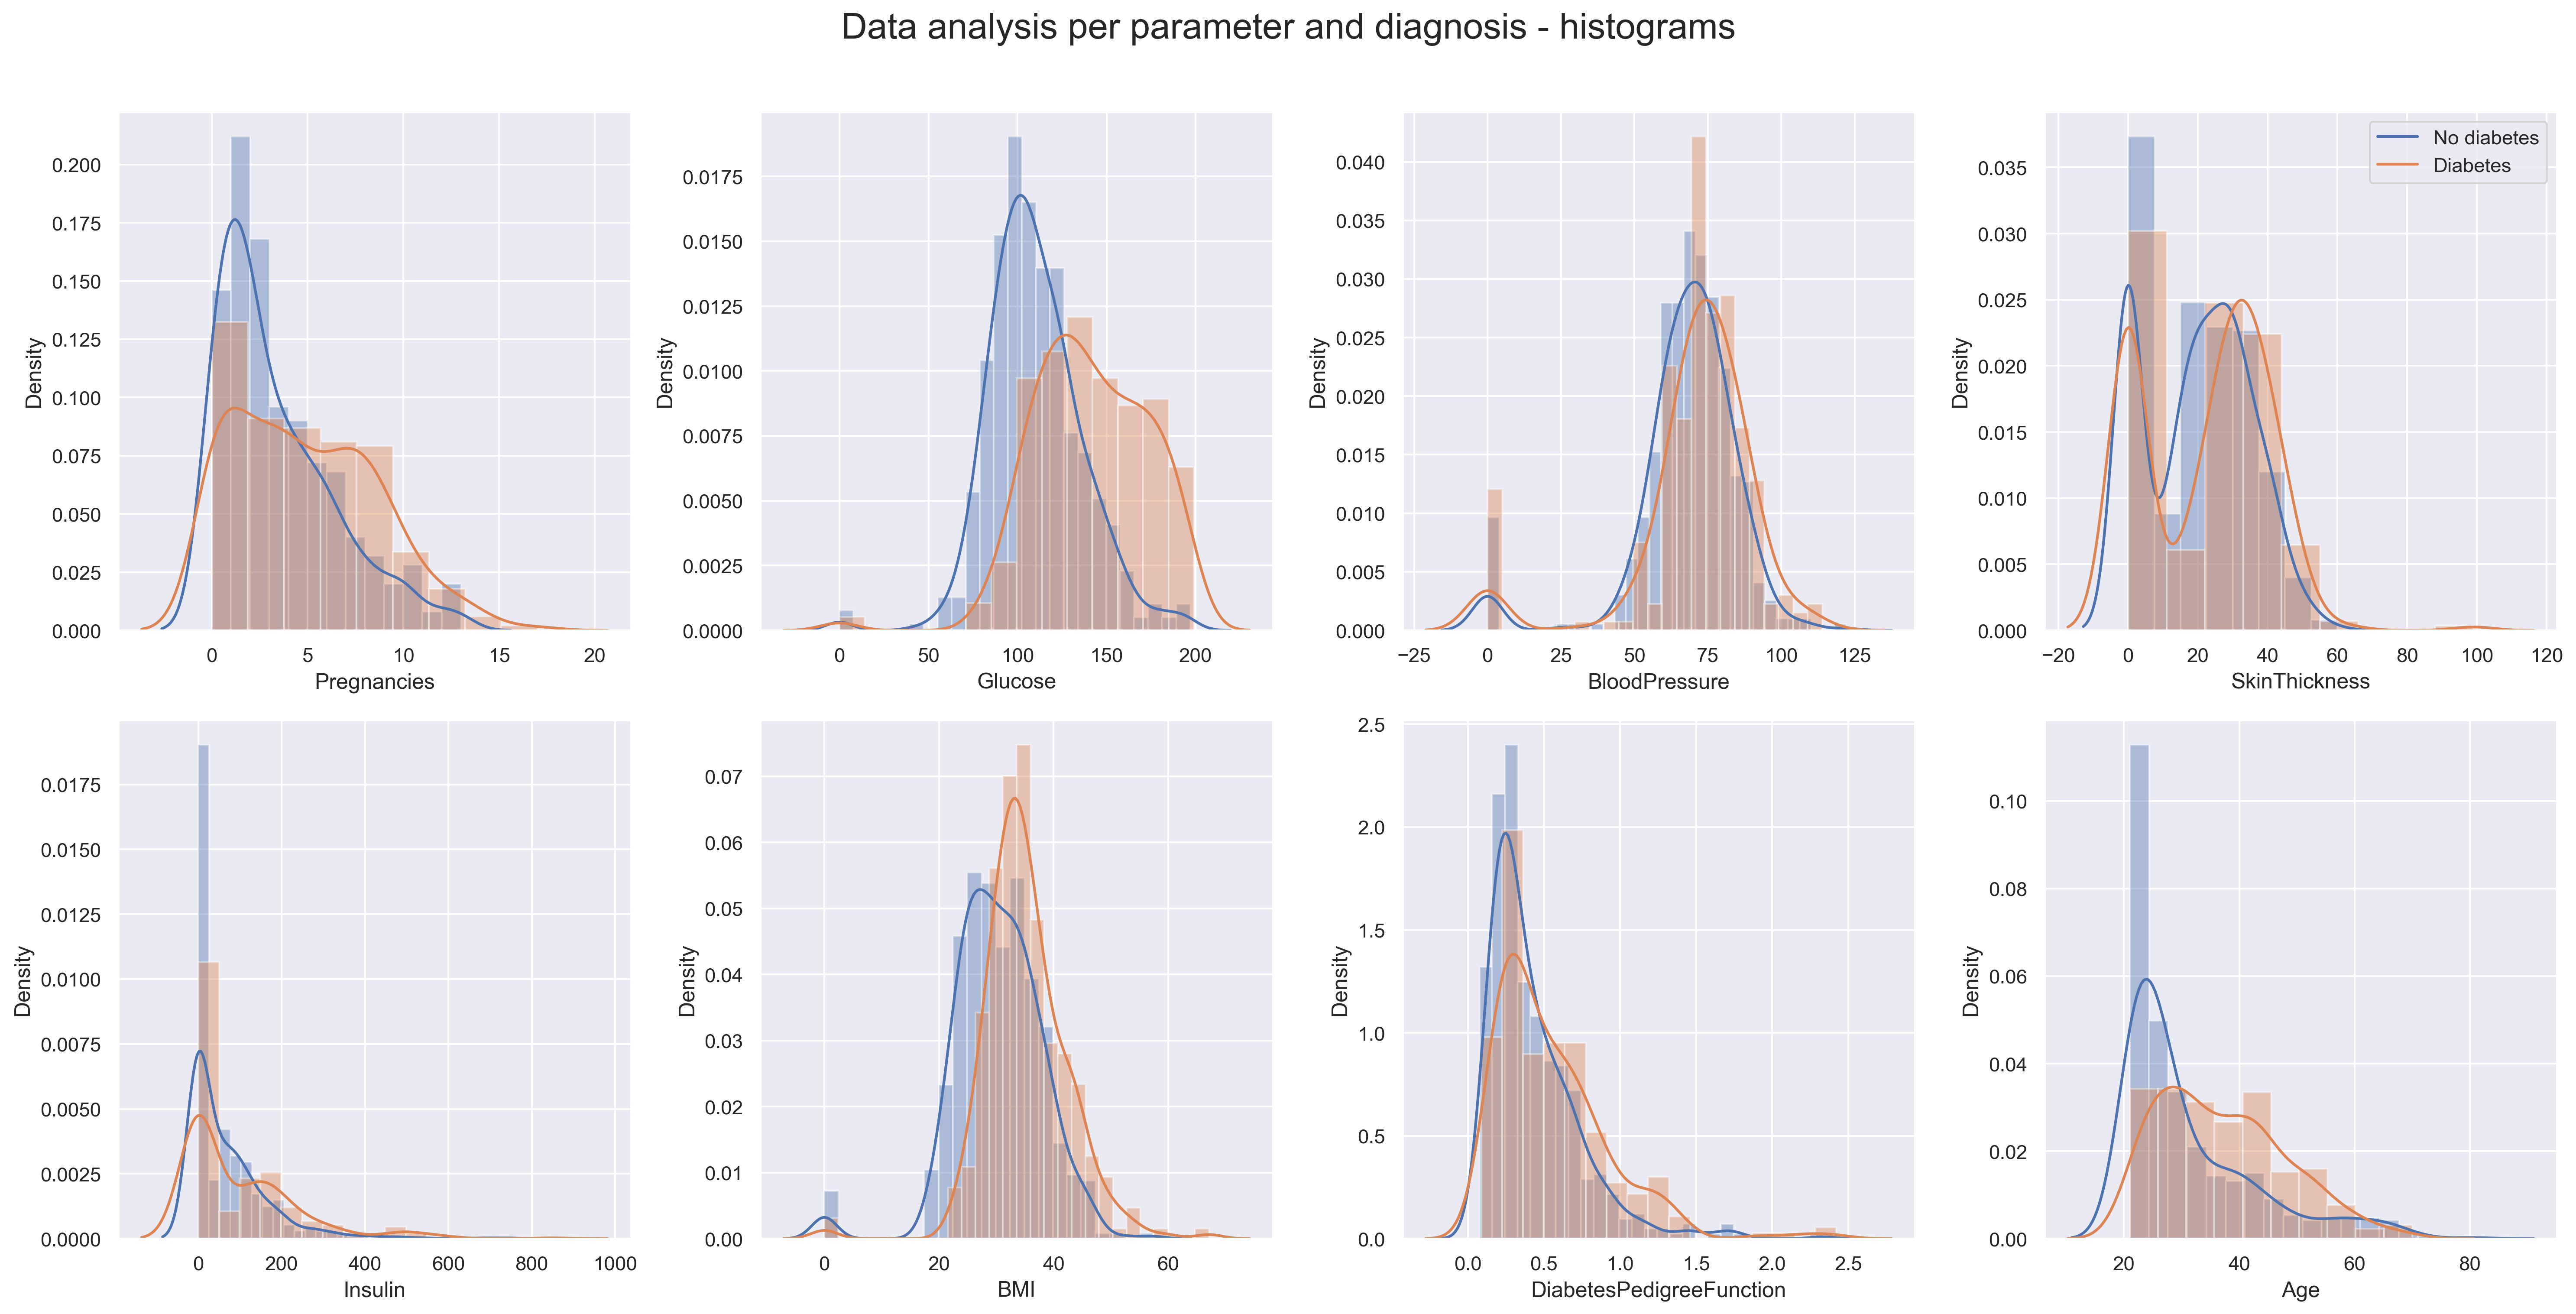 Data analysis per parameter and diagnosis - histograms
0.200
0.175
0.150
0.125
0.100
0.075
0.050
0.025
0.000
Density
0 5 10 15 20
Pregnancies
0.0175
0.0150
0.0125
0.0100
0.0075
0.0050
0.0025
0.0000
Density
0 50 100 150 200
Glucose
0.040
0.035
0.030
0.025
0.020
0.015
0.010
0.005
0.000
Density
−25 0 25 50 75 100 125
BloodPressure
No diabetes
Diabetes
0.035
0.030
0.025
0.020
0.015
0.010
0.005
0.000
Density
−20 0 20 40 60 80 100 120
SkinThickness
0.0175
0.0150
0.0125
0.0100
0.0075
0.0050
0.0025
0.0000
Density
0 200 400 600 800 1000
Insulin
0.07
0.06
0.05
0.04
0.03
0.02
0.01
0.00
Density
0 20 40 60
BMI
2.5
2.0
1.5
1.0
0.5
0.0
Density
0.0 0.5 1.0 1.5 2.0 2.5
DiabetesPedigreeFunction
0.10
0.08
0.06
0.04
0.02
0.00
Density
20 40 60 80
Age